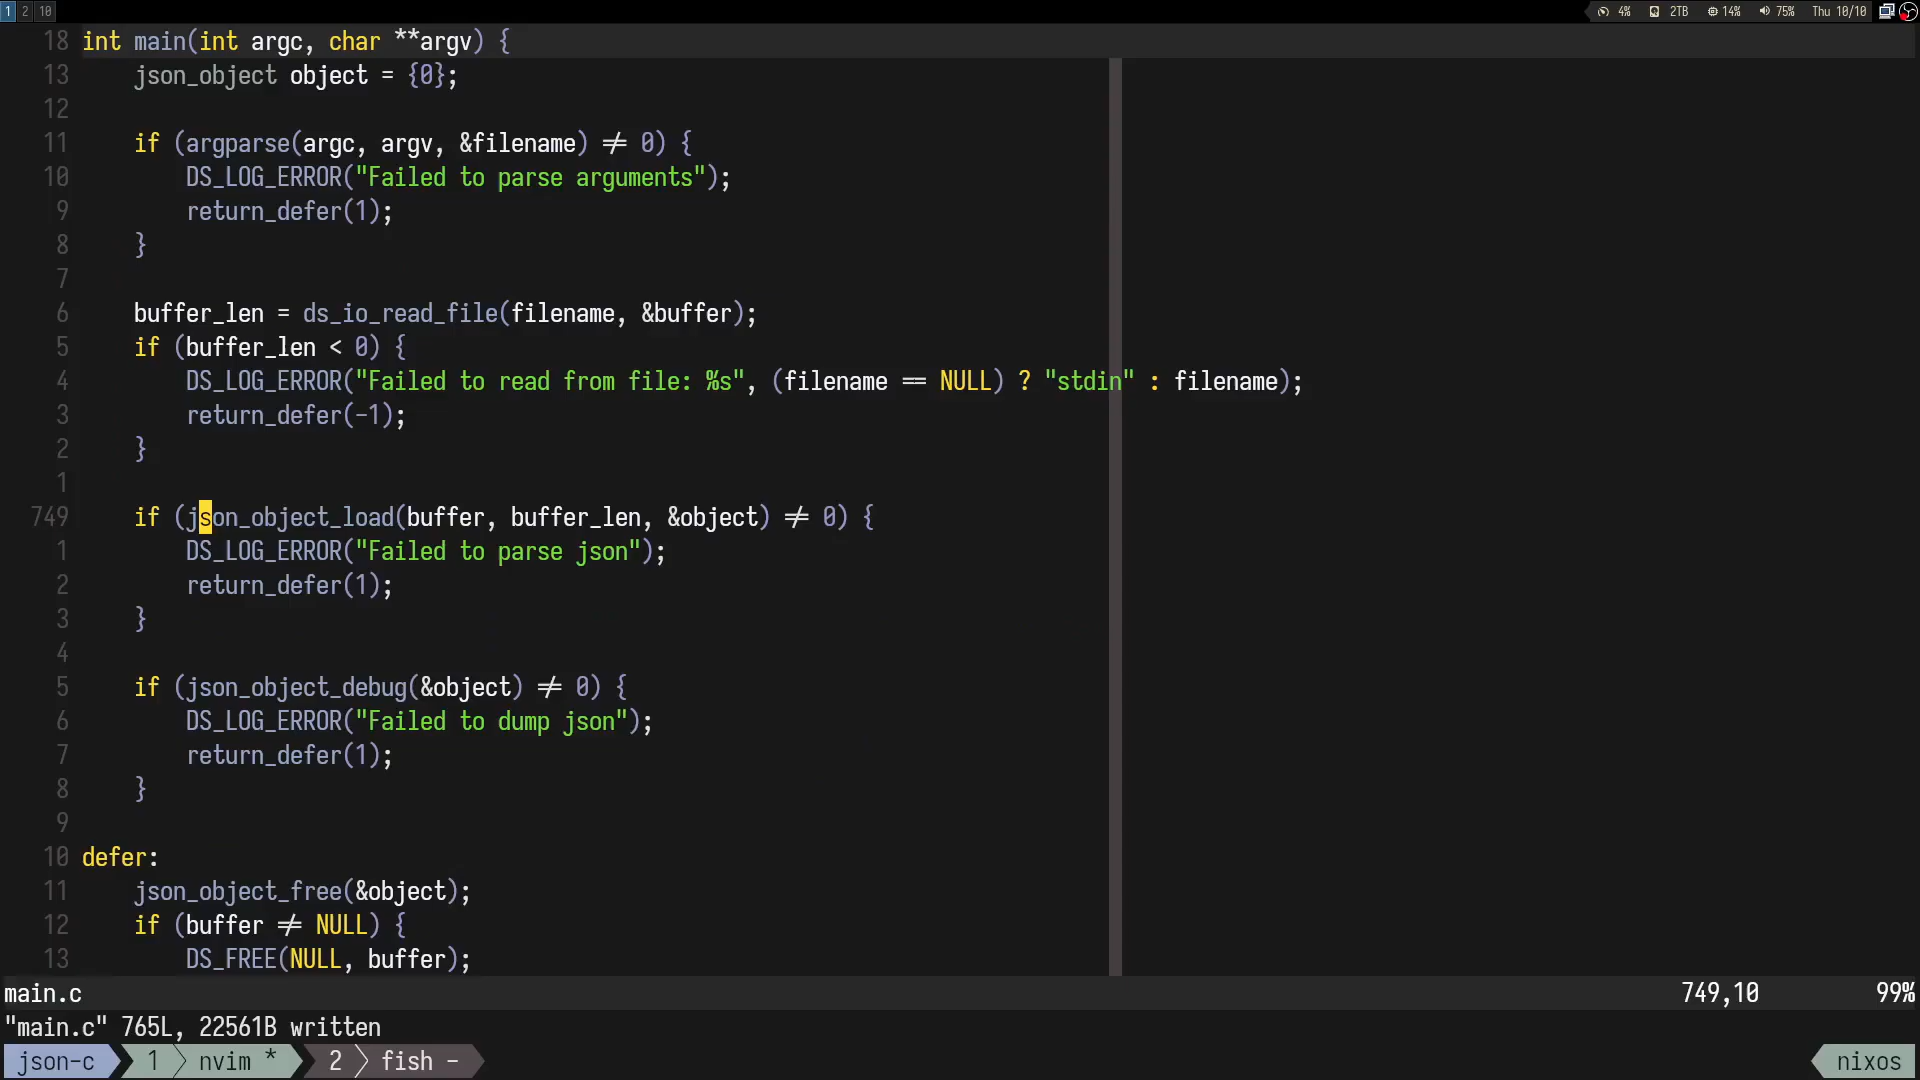 1 2 10 4% 2TB 14% 75% Thu 10/10
18 int main(int argc, char **argv) {
13 json_object object = {0};
12
11 if (argparse(argc, argv, &filename) != 0) {
10 DS_LOG_ERROR("Failed to parse arguments");
9 return_defer(1);
8 }
7
6 buffer_len = ds_io_read_file(filename, &buffer);
5 if (buffer_len < 0) {
4 DS_LOG_ERROR("Failed to read from file: %s", (filename == NULL) ? "stdin" : filename);
3 return_defer(-1);
2 }
1
749 if (json_object_load(buffer, buffer_len, &object) != 0) {
1 DS_LOG_ERROR("Failed to parse json");
2 return_defer(1);
3 }
4
5 if (json_object_debug(&object) != 0) {
6 DS_LOG_ERROR("Failed to dump json");
7 return_defer(1);
8 }
9
10 defer:
11 json_object_free(&object);
12 if (buffer != NULL) {
13 DS_FREE(NULL, buffer);
main.c 749,10 99%
"main.c" 765L, 22561B written
json-c 1 nvim * 2 fish - nixos